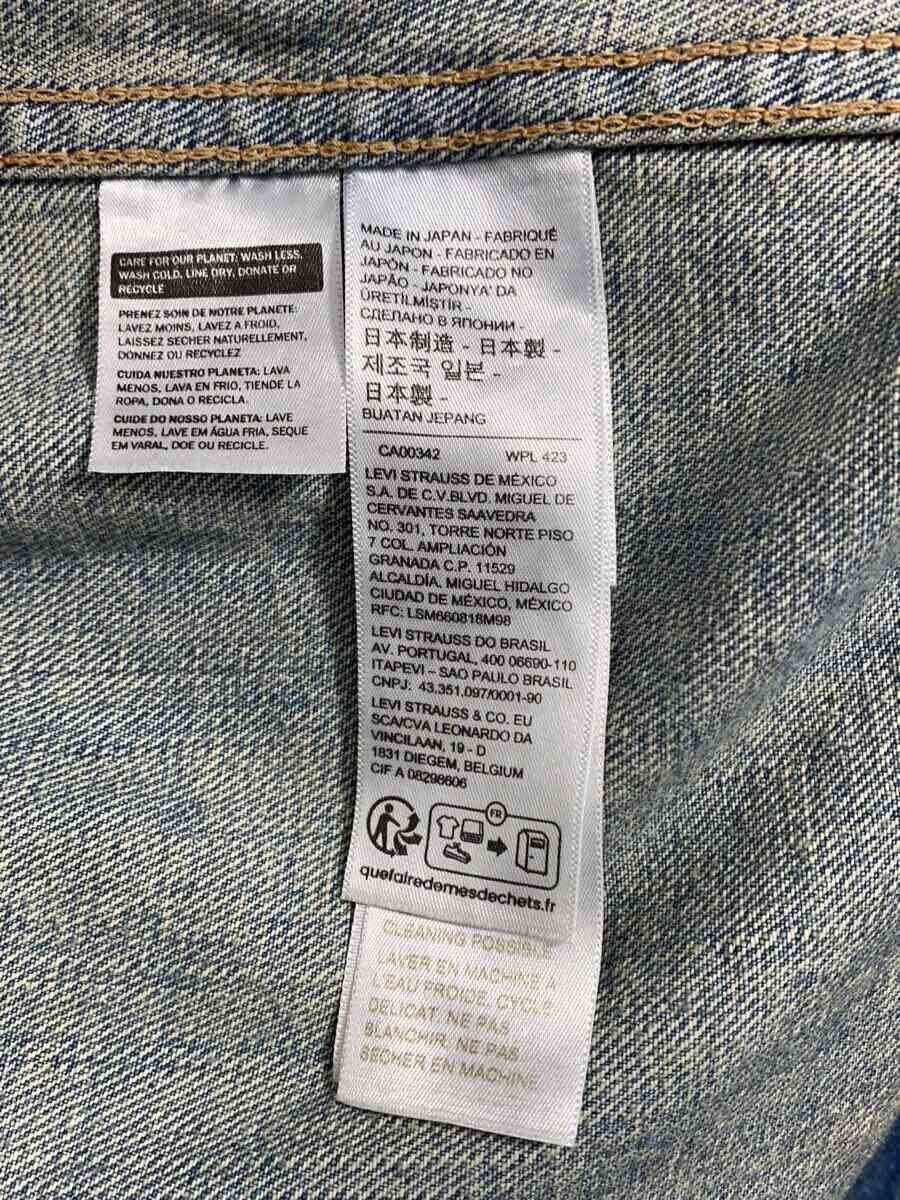 CARE FOR OUR PLANET: WASH LESS,
WASH COLD, LINE DRY, DONATE OR
RECYCLE
PRENEZ SOIN DE NOTRE PLANETE:
LAVEZ MOINS, LAVEZ A FROID,
LAISSEZ SECHER NATURELLEMENT,
DONNEZ OU RECYCLEZ
CUIDA NUESTRO PLANETA: LAVA
MENOS, LAVA EN FRIO, TIENDE LA
ROPA, DONA O RECICLA.
CUIDE DO NOSSO PLANETA: LAVE
MENOS, LAVE EM ÁGUA FRIA, SEQUE
EM VARAL, DOE OU RECICLE.
MADE IN JAPAN - FABRIQUÉ
AU JAPON - FABRICADO EN
JAPÓN - FABRICADO NO
JAPÃO - JAPONYA' DA
ÜRETİLMİSTİR -
СДЕЛАНО В ЯПОНИИ -
日本制造 - 日本製 -
제조국 일본 -
日本製 -
BUATAN JEPANG
CA00342 WPL 423
LEVI STRAUSS DE MÉXICO
S.A. DE C.V.BLVD. MIGUEL DE
CERVANTES SAAVEDRA
NO. 301, TORRE NORTE PISO
7 COL. AMPLIACIÓN
GRANADA C.P. 11529
ALCALDÍA. MIGUEL HIDALGO
CIUDAD DE MÉXICO, MÉXICO
RFC: LSM660818M98
LEVI STRAUSS DO BRASIL
AV. PORTUGAL, 400 06690-110
ITAPEVI – SAO PAULO BRASIL
CNPJ: 43.351.097/0001-90
LEVI STRAUSS & CO. EU
SCA/CVA LEONARDO DA
VINCILAAN, 19 - D
1831 DIEGEM, BELGIUM
CIF A 08298606
FR
quefairedemesdechets.fr
CLEANING POSSIBLE
LAVER EN MACHINE À
L'EAU FROIDE, CYCLE
DELICAT, NE PAS
BLANCHIR, NE PAS
SECHER EN MACHINE